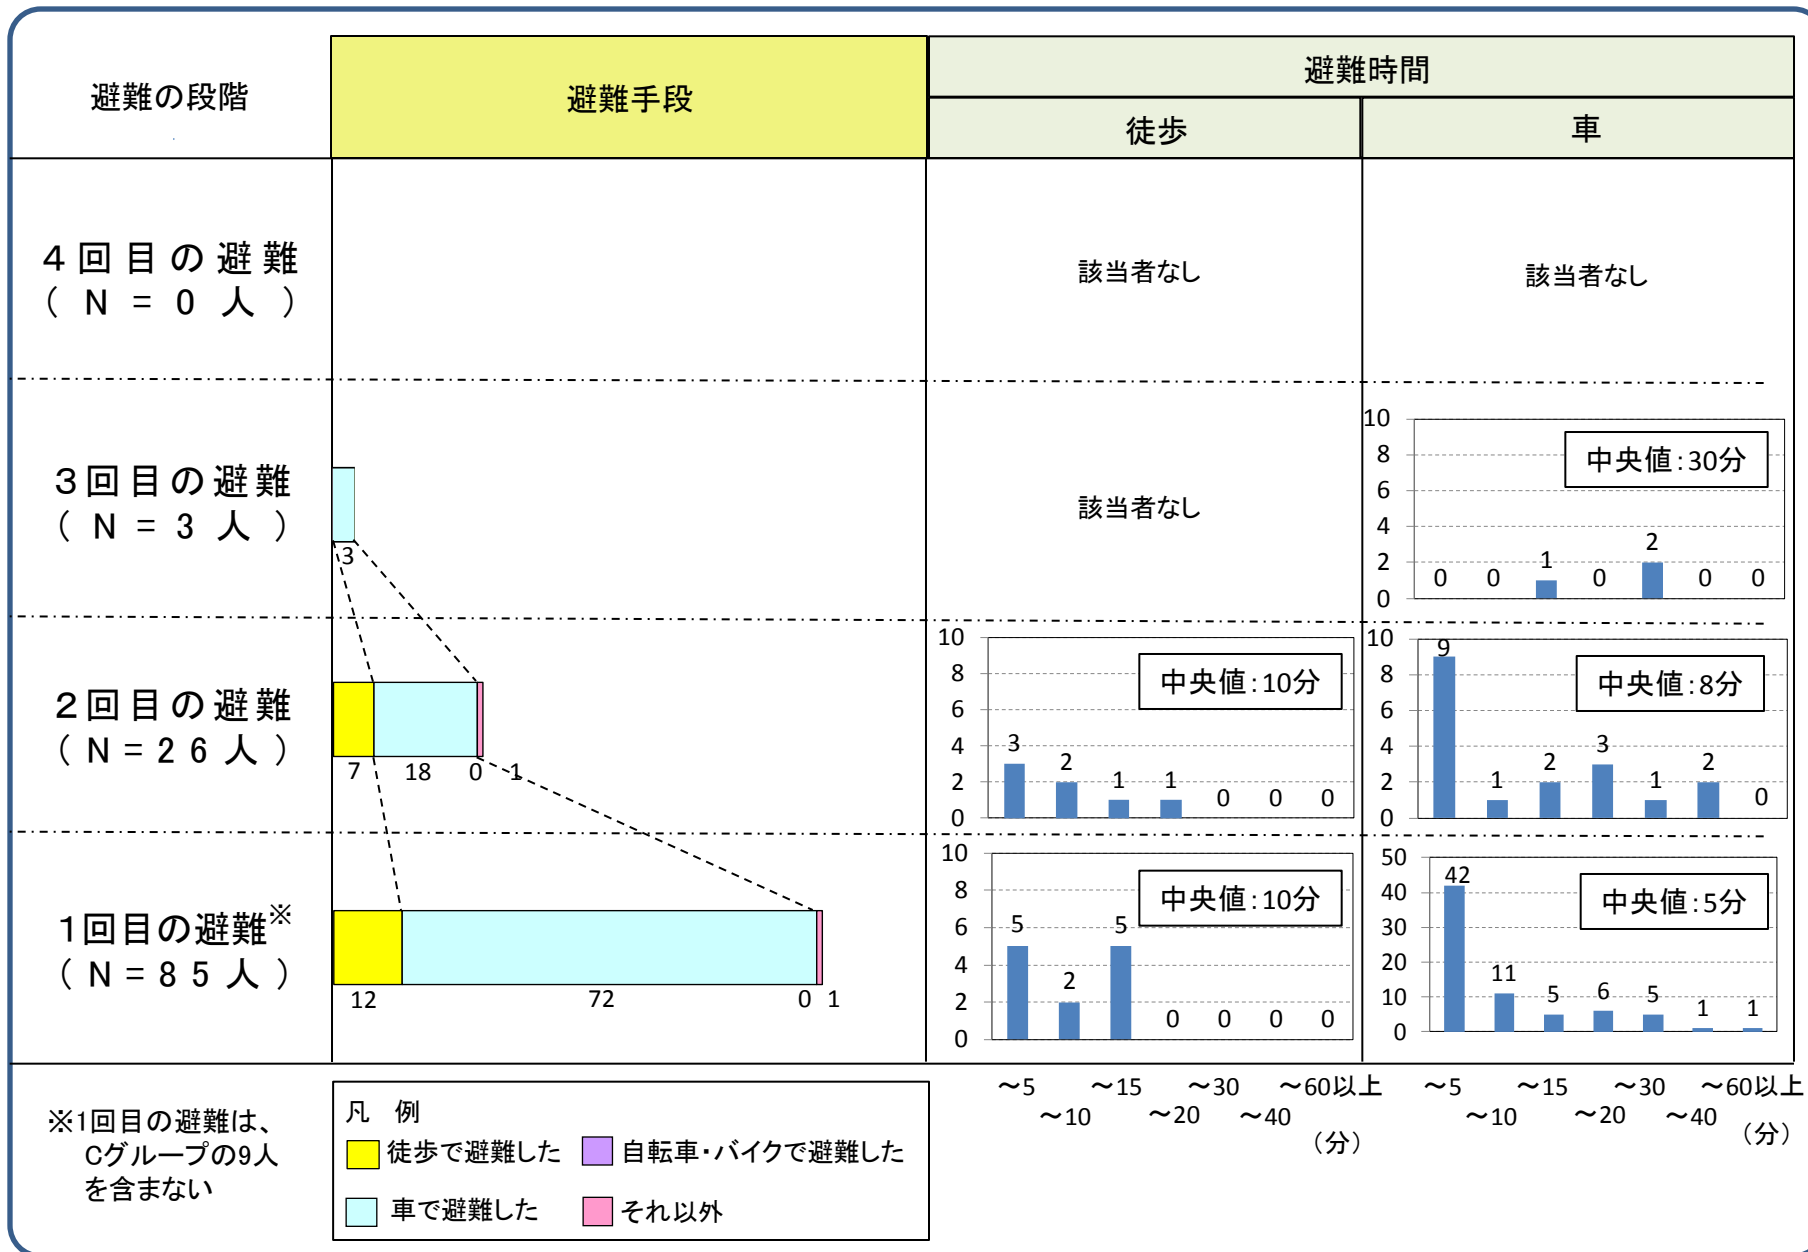 避難の段階
避難手段
避難時間
徒歩
車
4回目の避難
(N=0人)
該当者なし
該当者なし
3回目の避難
(N=3人)
3
該当者なし
10
8
6
4
2
0
中央値:30分
0 0 1 0 2 0 0
2回目の避難
(N=26人)
7 18 0 1
10
8
6
4
2
0
中央値:10分
3 2 1 1 0 0 0
10
8
6
4
2
0
中央値:8分
9 1 2 3 1 2 0
1回目の避難※
(N=85人)
12 72 0 1
10
8
6
4
2
0
中央値:10分
5 2 5 0 0 0 0
50
40
30
20
10
0
中央値:5分
42 11 5 6 5 1 1
~5 ~15 ~30 ~60以上
~10 ~20 ~40
(分)
~5 ~15 ~30 ~60以上
~10 ~20 ~40
(分)
※1回目の避難は、
Cグループの9人
を含まない
凡 例
徒歩で避難した
自転車・バイクで避難した
車で避難した
それ以外